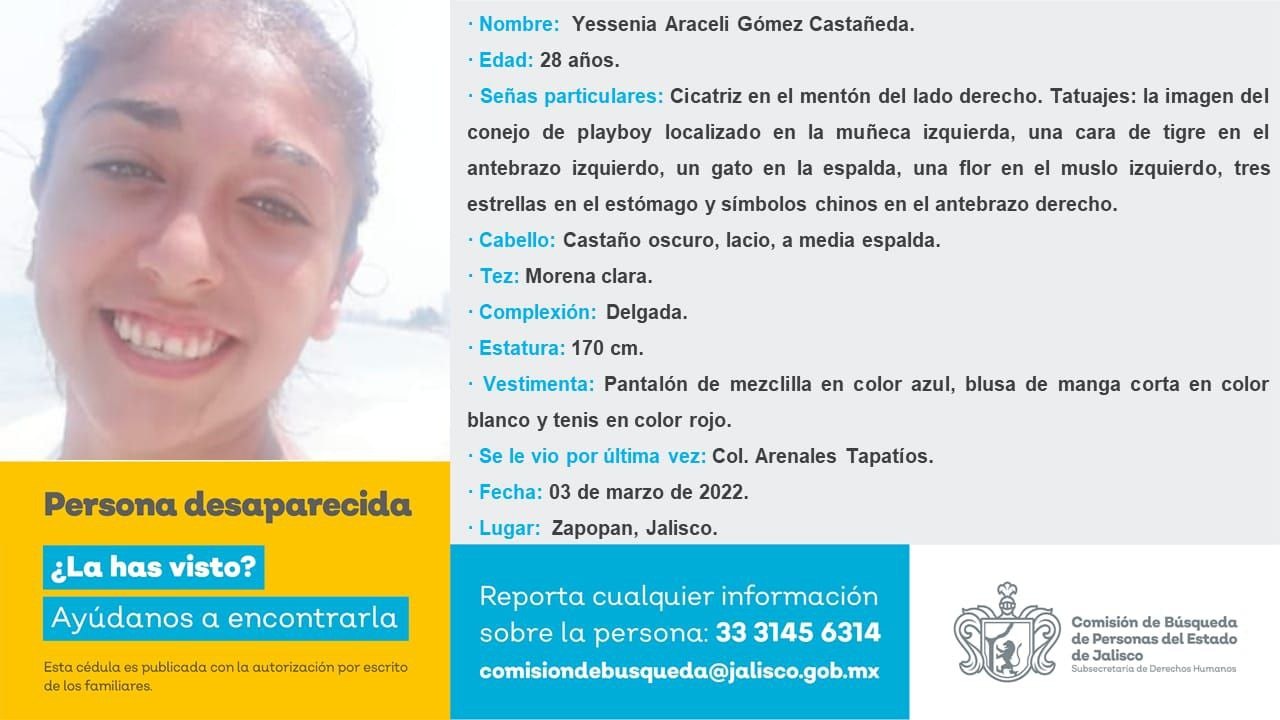 · Nombre: Yessenia Araceli Gómez Castañeda.
· Edad: 28 años.
· Señas particulares: Cicatriz en el mentón del lado derecho. Tatuajes: la imagen del
conejo de playboy localizado en la muñeca izquierda, una cara de tigre en el
antebrazo izquierdo, un gato en la espalda, una flor en el muslo izquierdo, tres
estrellas en el estómago y símbolos chinos en el antebrazo derecho.
· Cabello: Castaño oscuro, lacio, a media espalda.
· Tez: Morena clara.
· Complexión: Delgada.
· Estatura: 170 cm.
· Vestimenta: Pantalón de mezclilla en color azul, blusa de manga corta en color
blanco y tenis en color rojo.
· Se le vio por última vez: Col. Arenales Tapatíos.
· Fecha: 03 de marzo de 2022.
· Lugar: Zapopan, Jalisco.
Persona desaparecida
¿La has visto?
Ayúdanos a encontrarla
Esta cédula es publicada con la autorización por escrito
de los familiares.
Reporta cualquier información
sobre la persona: 33 3145 6314
comisiondebusqueda@jalisco.gob.mx
Comisión de Búsqueda
de Personas del Estado
de Jalisco
Subsecretaría de Derechos Humanos